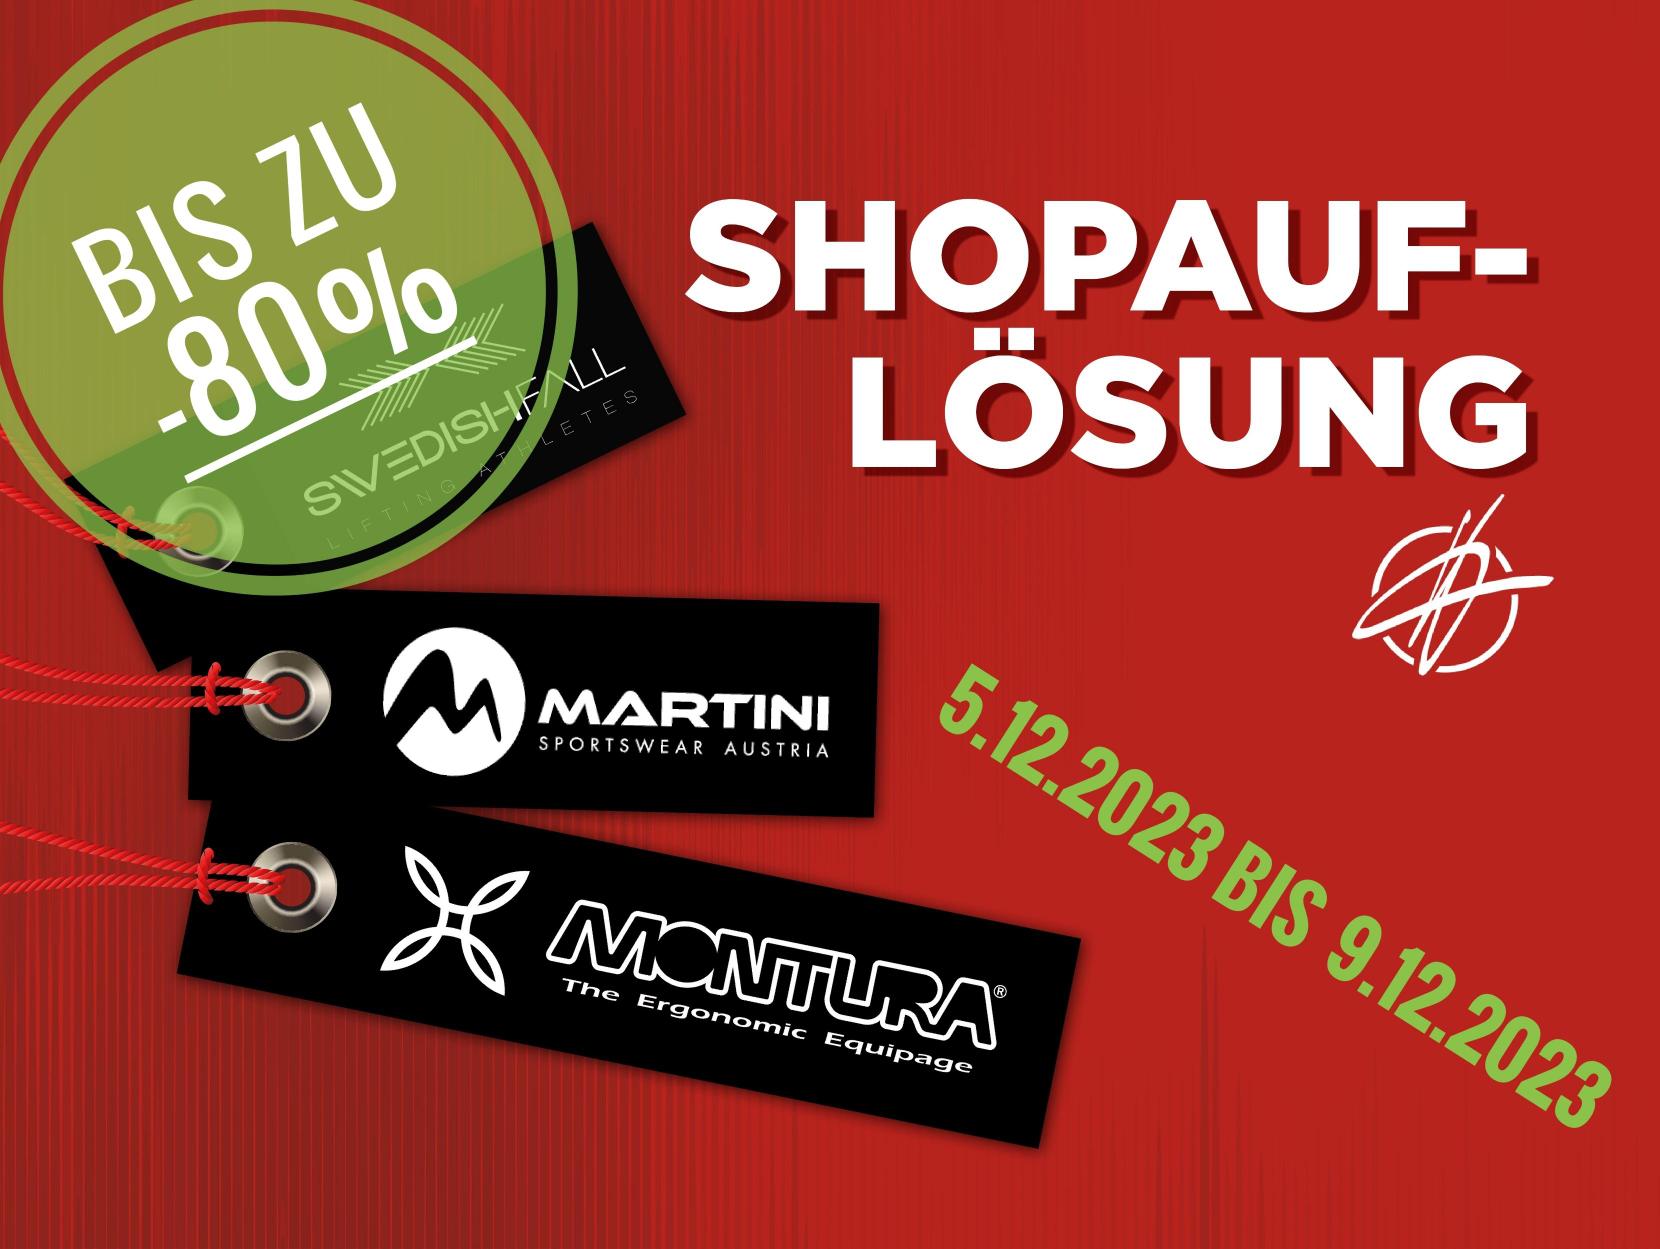 BIS ZU
-80%
SHOPAUF-
LÖSUNG
SWEDISHFALL
LIFTING ATHLETES
MARTINI
SPORTSWEAR AUSTRIA
MONTURA®
The Ergonomic Equipage
5.12.2023 BIS 9.12.2023